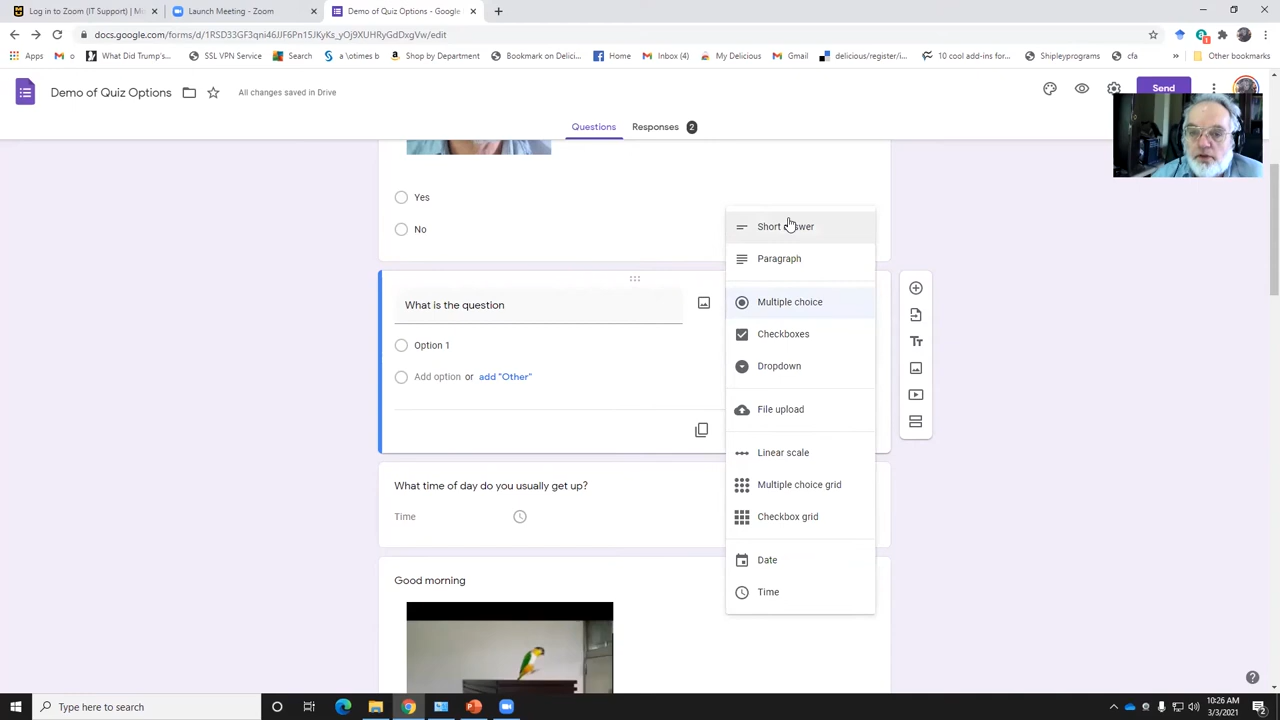 Log in to Zoom (IT Support) | Mi
Launch Meeting - Zoom
Demo of Quiz Options - Google
docs.google.com/forms/d/1RSD33GF3qni46JJF6Pn15JKyKs_yOj9XUHRyGdDxgVw/edit
Apps
o
What Did Trump's...
SSL VPN Service
Search
a \otimes b
Shop by Department
Bookmark on Delici...
Home
Inbox (4)
My Delicious
Gmail
delicious/register/i...
10 cool add-ins for...
Shipleyprograms
cfa
»
Other bookmarks
Demo of Quiz Options
All changes saved in Drive
Send
Questions
Responses
2
Yes
No
Short answer
Paragraph
Multiple choice
Checkboxes
Dropdown
File upload
Linear scale
Multiple choice grid
Checkbox grid
Date
Time
What is the question
Option 1
Add option or add "Other"
What time of day do you usually get up?
Time
Good morning
Type here to search
10:26 AM
3/3/2021
2